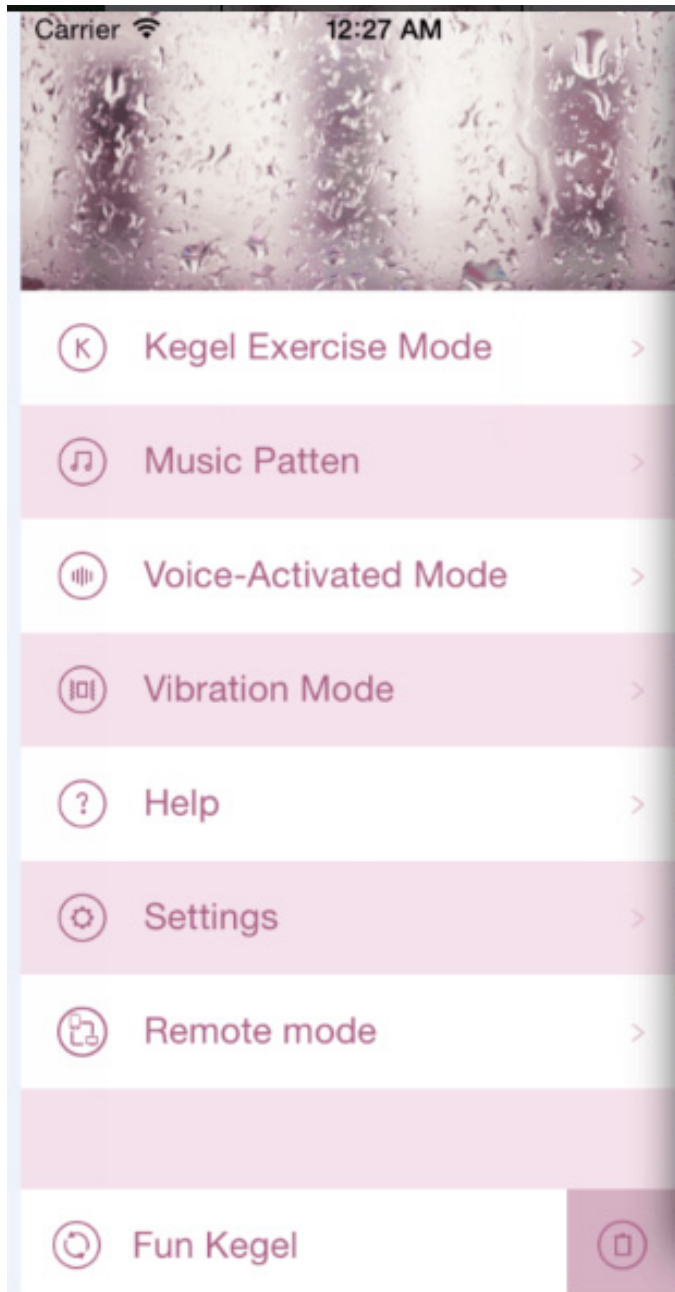 Carrier 12:27 AM
K Kegel Exercise Mode
Music Patten
Voice-Activated Mode
Vibration Mode
? Help
Settings
Remote mode
Fun Kegel